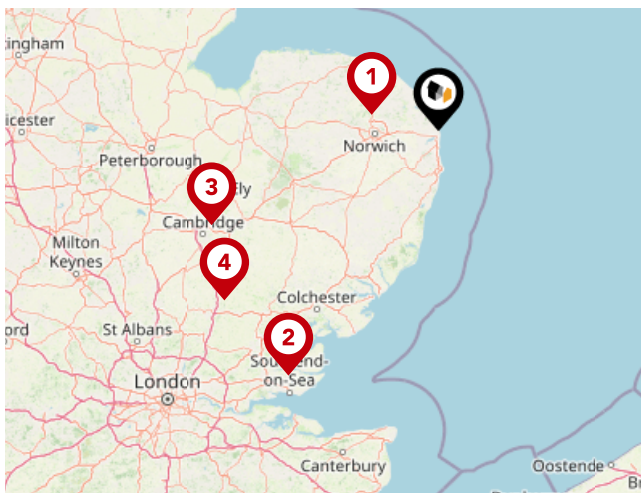 ingham
1
icester
Norwich
Peterborough
3
Ely
Cambridge
Milton
Keynes
4
Colchester
St Albans
ord
2
Southend-
on-Sea
London
Canterbury
Oostende